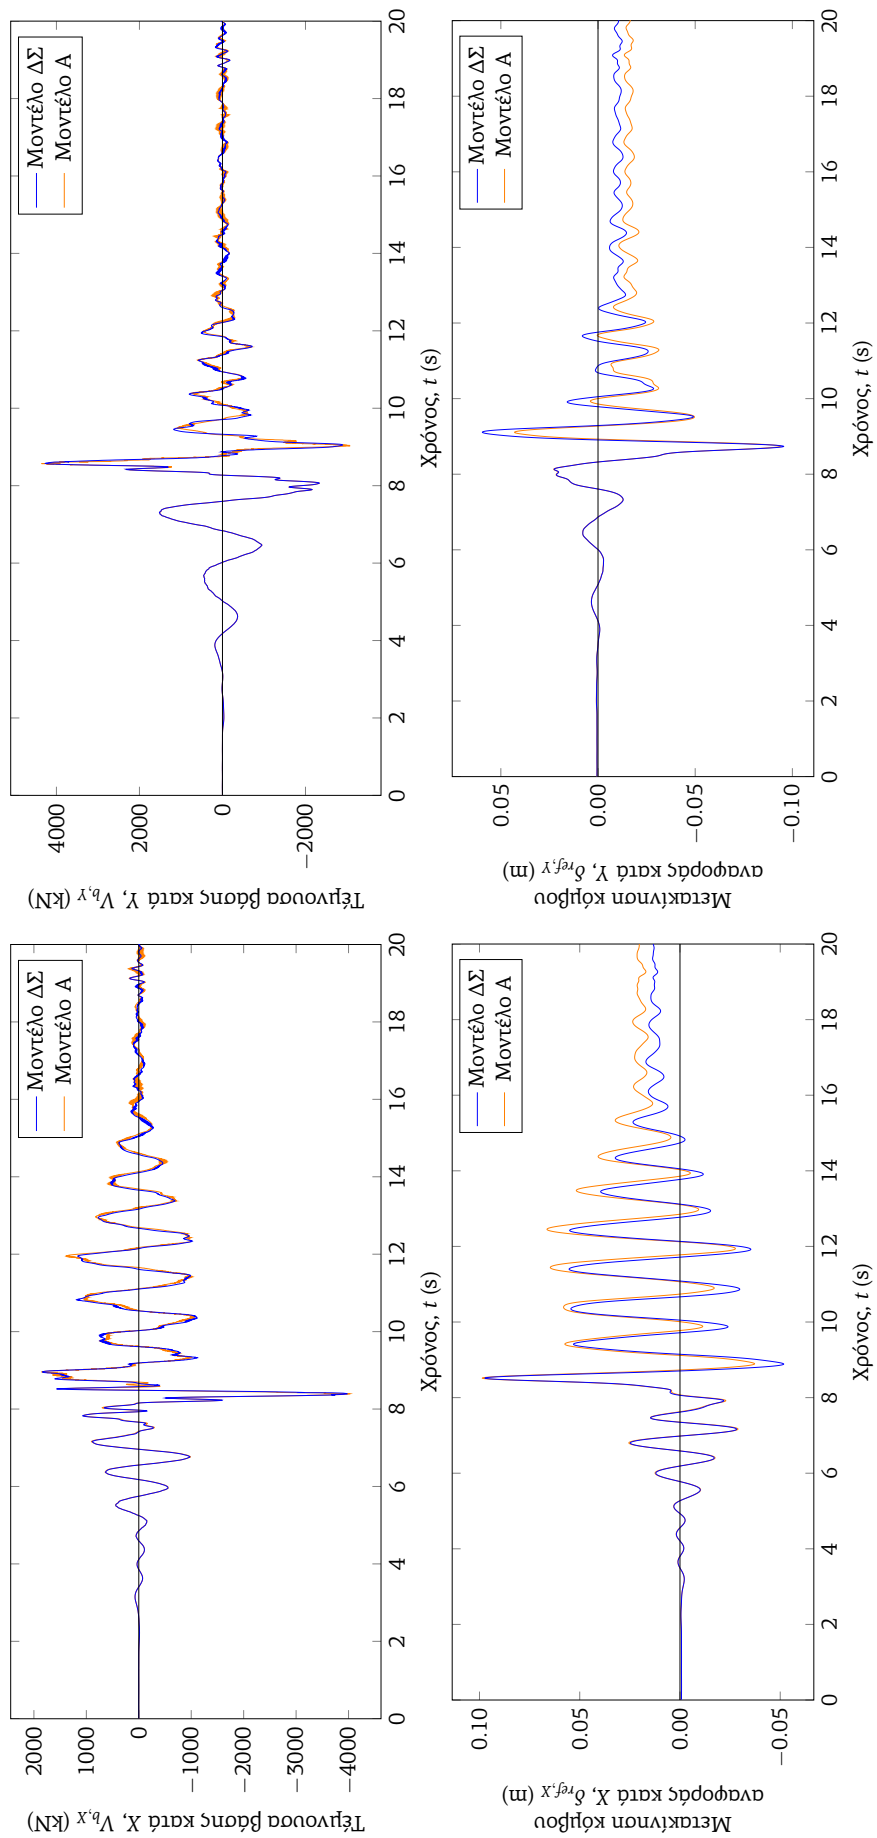 Τέμνουσα βάσης κατά X, V_{b,X} (kN)
2000
1000
0
−1000
−2000
−3000
−4000
0 2 4 6 8 10 12 14 16 18 20
Χρόνος, t (s)
Μοντέλο ΔΣ
Μοντέλο Α
Τέμνουσα βάσης κατά Y, V_{b,Y} (kN)
4000
2000
0
−2000
0 2 4 6 8 10 12 14 16 18 20
Χρόνος, t (s)
Μοντέλο ΔΣ
Μοντέλο Α
Μετακίνηση κόμβου
αναφοράς κατά X, δ_{ref,X} (m)
0.10
0.05
0.00
−0.05
0 2 4 6 8 10 12 14 16 18 20
Χρόνος, t (s)
Μοντέλο ΔΣ
Μοντέλο Α
Μετακίνηση κόμβου
αναφοράς κατά Y, δ_{ref,Y} (m)
0.05
0.00
−0.05
−0.10
0 2 4 6 8 10 12 14 16 18 20
Χρόνος, t (s)
Μοντέλο ΔΣ
Μοντέλο Α